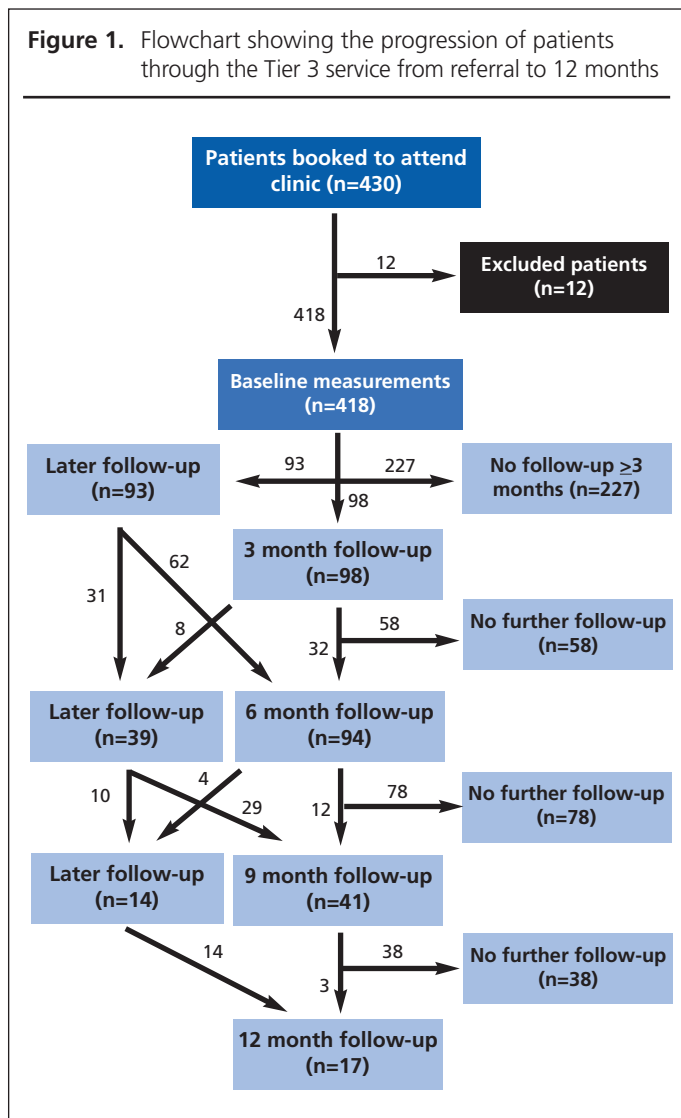 Figure 1. Flowchart showing the progression of patients
through the Tier 3 service from referral to 12 months
Patients booked to attend
clinic (n=430)
12
Excluded patients
(n=12)
418
Baseline measurements
(n=418)
Later follow-up
(n=93)
93
227
98
No follow-up ≥3
months (n=227)
3 month follow-up
(n=98)
31
62
8
32
58
No further follow-up
(n=58)
Later follow-up
(n=39)
6 month follow-up
(n=94)
10
4
29
12
78
No further follow-up
(n=78)
Later follow-up
(n=14)
9 month follow-up
(n=41)
14
3
38
No further follow-up
(n=38)
12 month follow-up
(n=17)